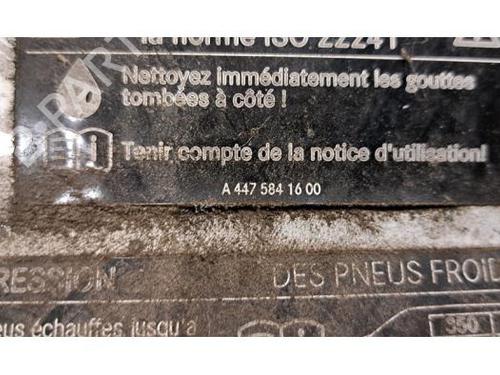 la norme ISO 22241
Nettoyez immédiatement les gouttes
tombées à côté !
Tenir compte de la notice d'utilisation!
A 447 584 16 00
RESSION DES PNEUS FROID
eus échauffés jusqu'à
350